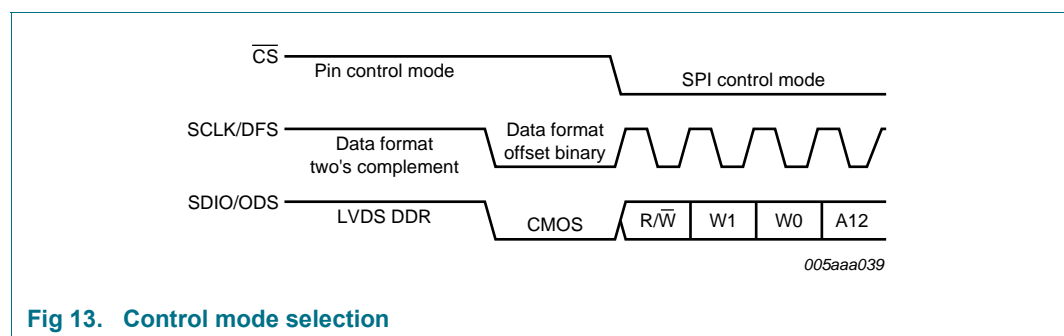 C̅S̅
Pin control mode
SPI control mode
SCLK/DFS
Data format
two's complement
Data format
offset binary
SDIO/ODS
LVDS DDR
CMOS
R/W̅
W1
W0
A12
005aaa039
Fig 13. Control mode selection